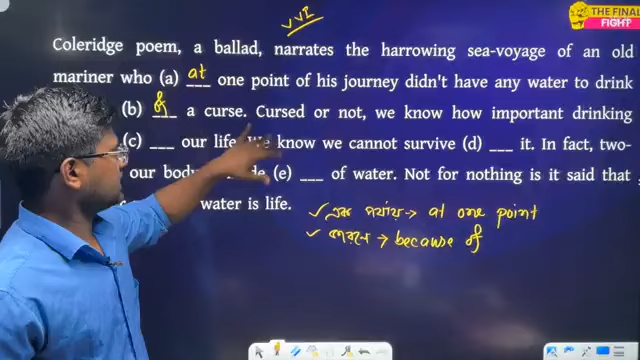 VVI
THE FINAL
FIGHT
Coleridge poem, a ballad, narrates the harrowing sea-voyage of an old
mariner who (a) at one point of his journey didn't have any water to drink
(b) of a curse. Cursed or not, we know how important drinking
(c) ___ our life. We know we cannot survive (d) ___ it. In fact, two-
our body (e) ___ of water. Not for nothing is it said that
water is life.
✓এক পর্যায়ে → at one point
✓ কারণে → because of